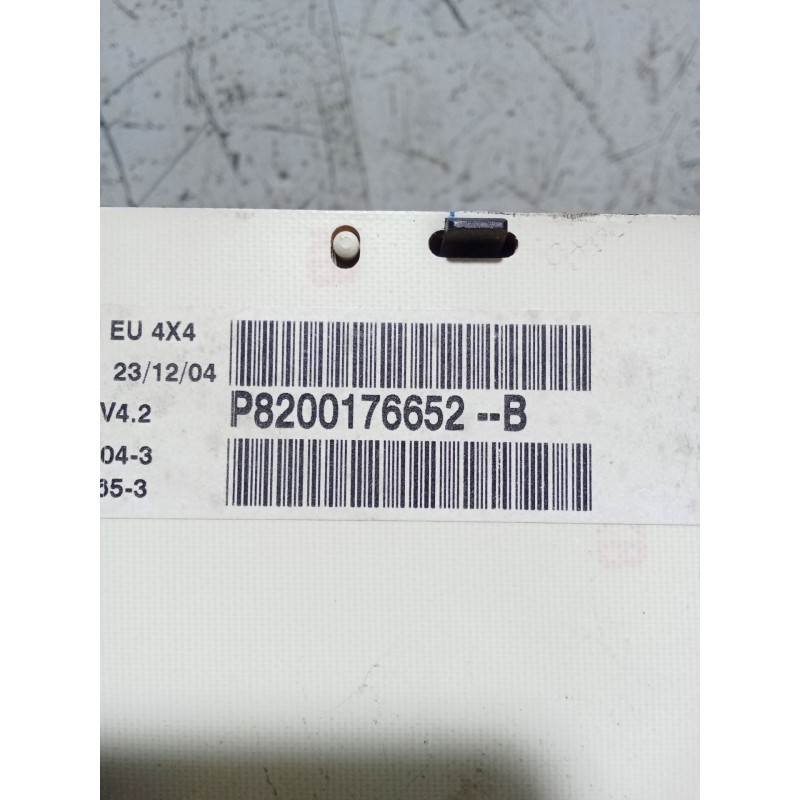 EU 4X4
23/12/04
V4.2
P8200176652 --B
04-3
65-3